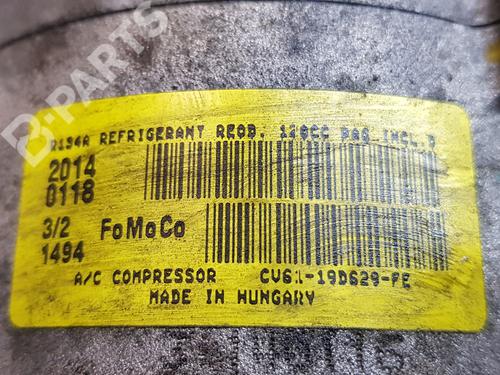 B-PARTS
R134A REFRIGERANT REQD. 110CC PAG INCL.D
2014
0118
3/2 FoMoCo
1494
A/C COMPRESSOR CV61-19D629-FE
MADE IN HUNGARY